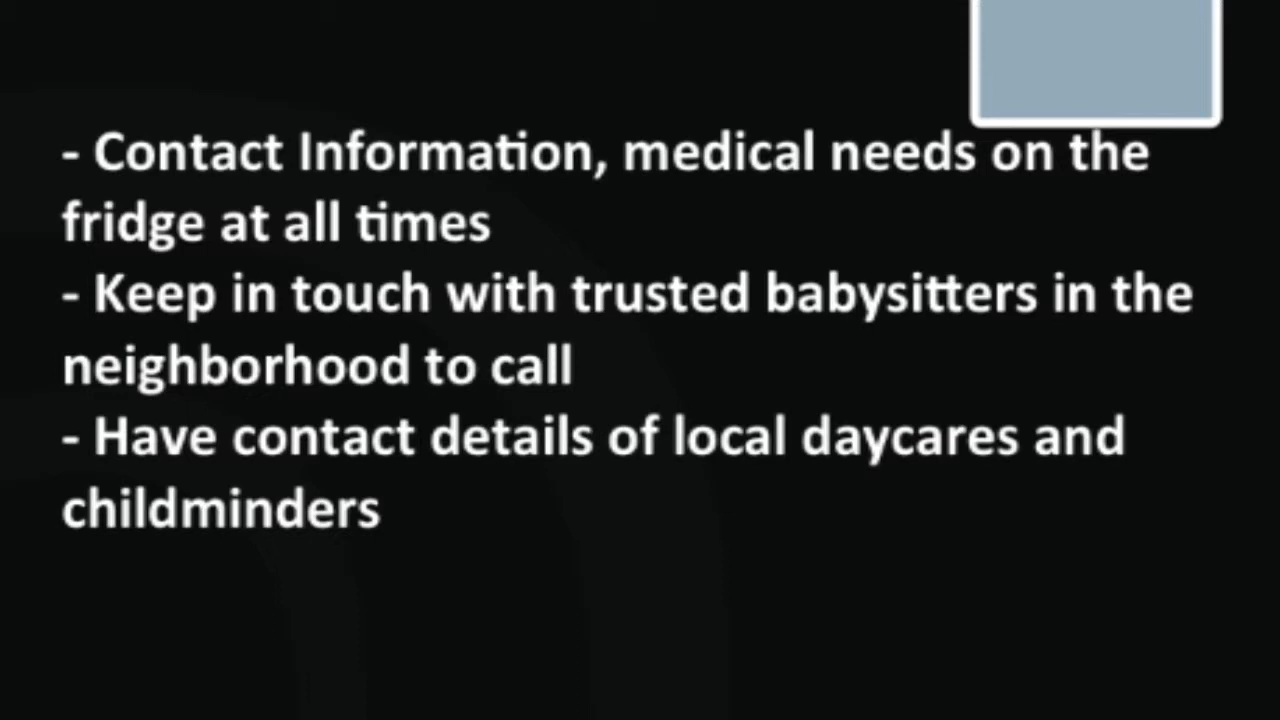 - Contact Information, medical needs on the
fridge at all times
- Keep in touch with trusted babysitters in the
neighborhood to call
- Have contact details of local daycares and
childminders